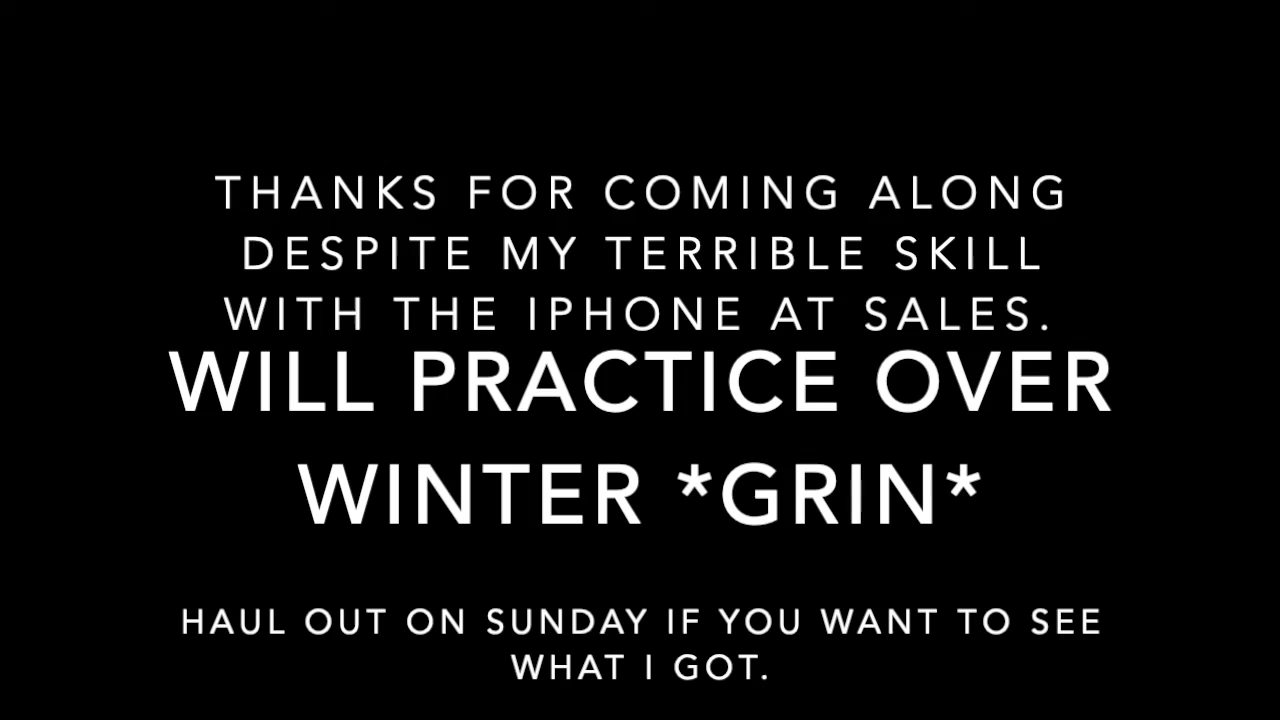 THANKS FOR COMING ALONG
DESPITE MY TERRIBLE SKILL
WITH THE IPHONE AT SALES.
WILL PRACTICE OVER
WINTER *GRIN*
HAUL OUT ON SUNDAY IF YOU WANT TO SEE
WHAT I GOT.